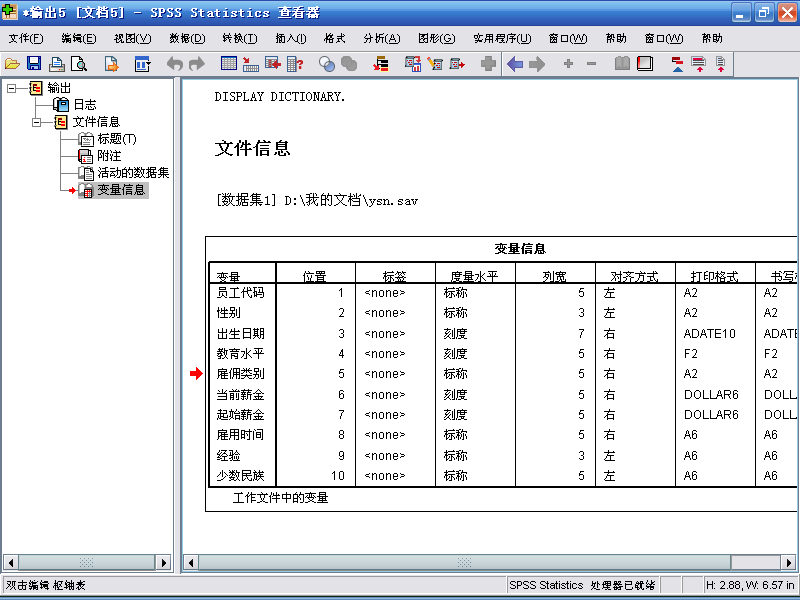 *输出5 [文档5] - SPSS Statistics 查看器
文件(F) 编辑(E) 视图(V) 数据(D) 转换(T) 插入(I) 格式 分析(A) 图形(G) 实用程序(U) 窗口(W) 帮助 窗口(W) 帮助
输出
日志
文件信息
标题(T)
附注
活动的数据集
变量信息
DISPLAY DICTIONARY.
文件信息
[数据集1] D:\我的文档\ysn.sav
变量信息
变量 位置 标签 度量水平 列宽 对齐方式 打印格式 书写
员工代码 1 <none> 标称 5 左 A2 A2
性别 2 <none> 标称 3 左 A2 A2
出生日期 3 <none> 刻度 7 右 ADATE10 ADATE
教育水平 4 <none> 刻度 5 右 F2 F2
雇佣类别 5 <none> 标称 5 右 A2 A2
当前薪金 6 <none> 刻度 5 右 DOLLAR6 DOLL
起始薪金 7 <none> 刻度 5 右 DOLLAR6 DOLL
雇用时间 8 <none> 标称 5 右 A6 A6
经验 9 <none> 标称 3 左 A6 A6
少数民族 10 <none> 标称 5 左 A6 A6
工作文件中的变量
双击编辑 枢轴表 SPSS Statistics 处理器已就绪 H: 2.88, W: 6.57 in